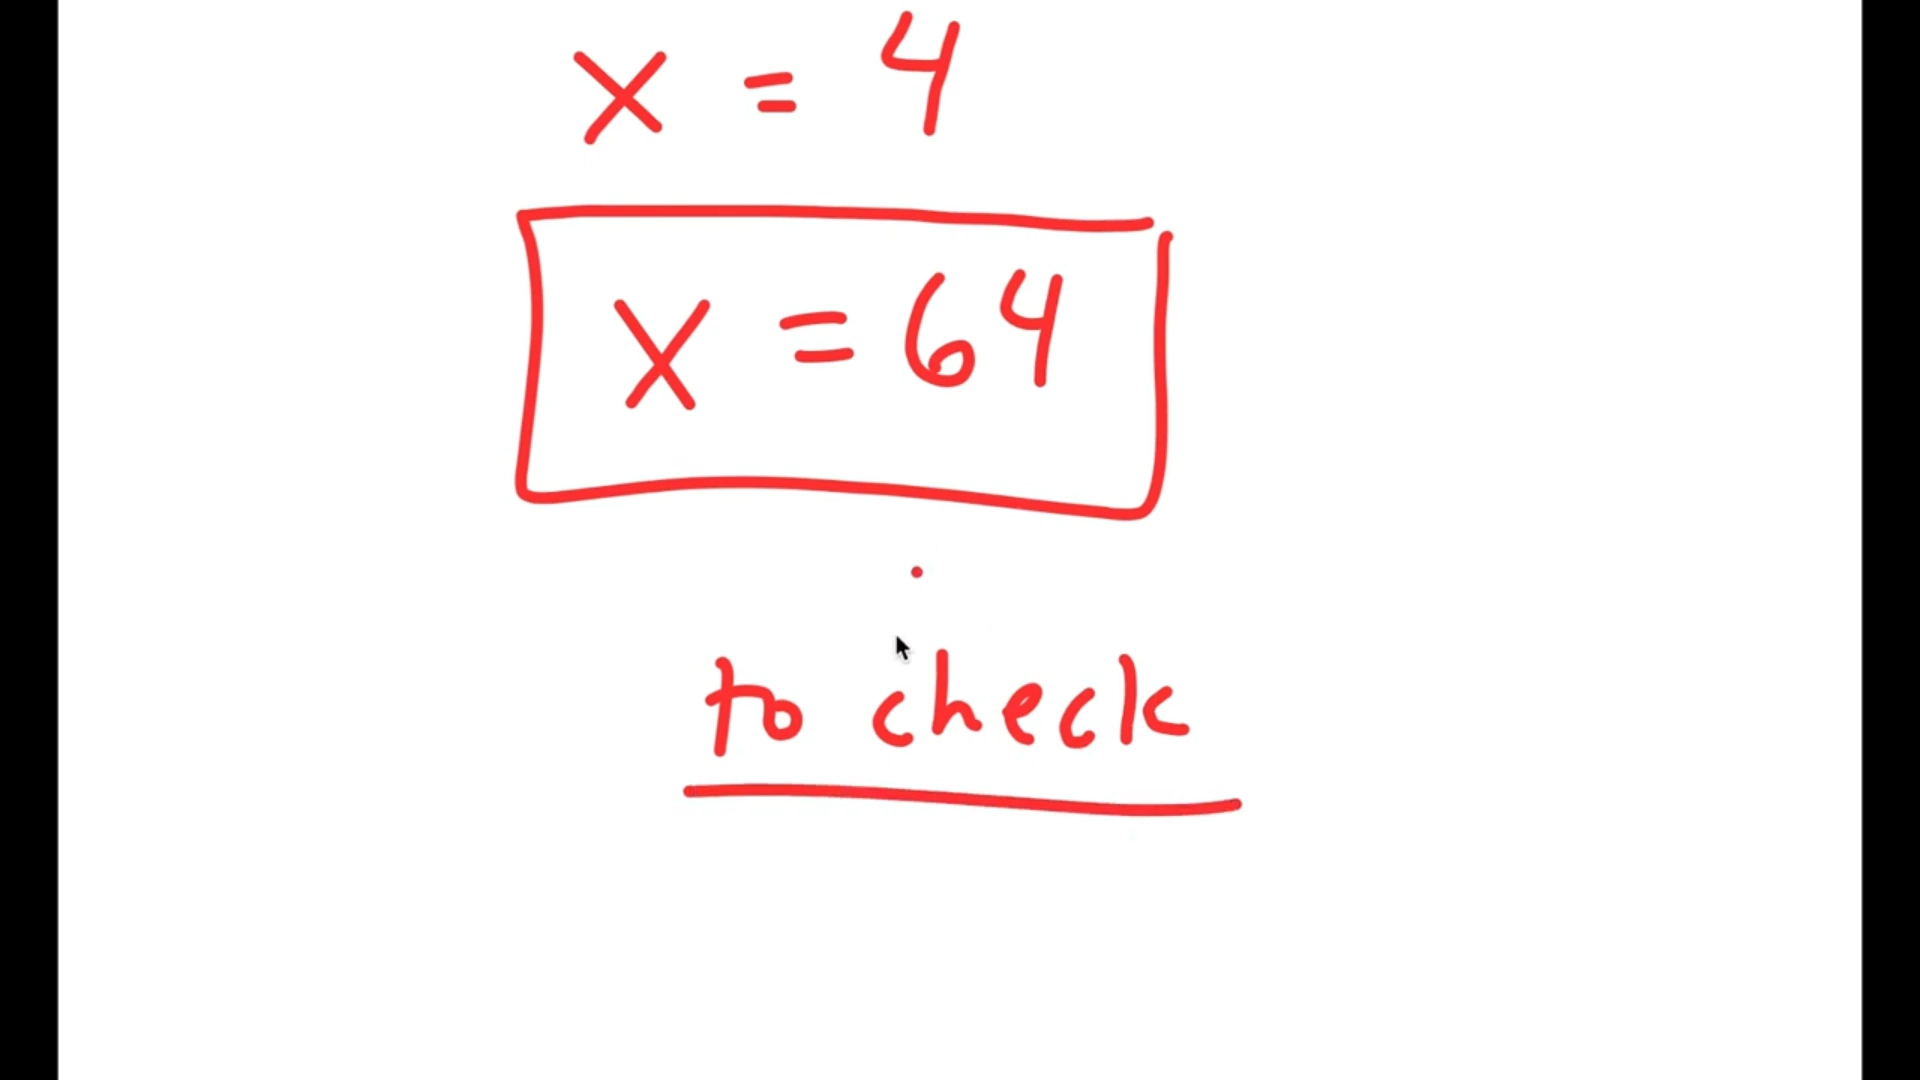 x = 4
x = 64
to check